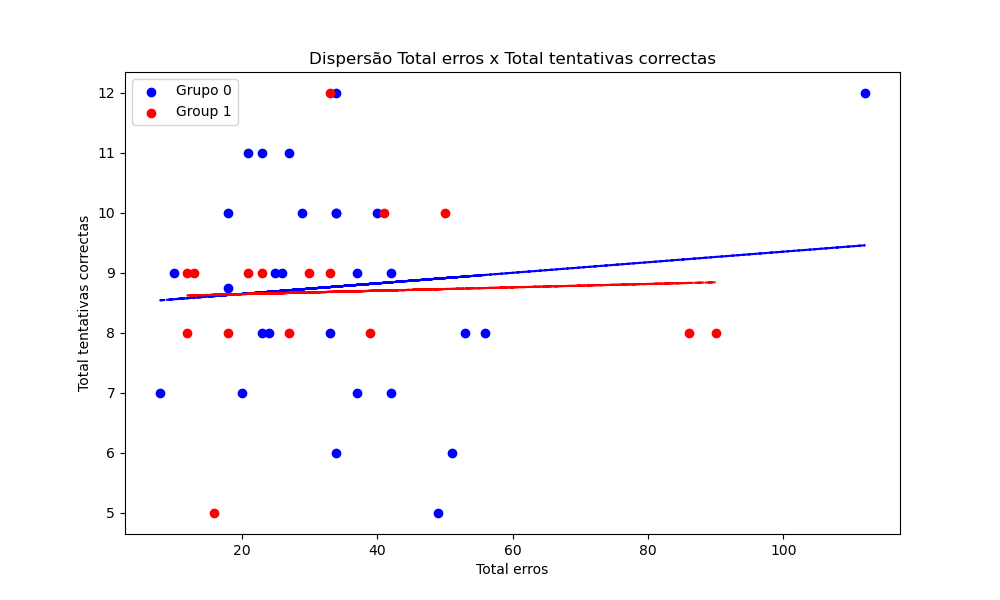 Dispersão Total erros x Total tentativas correctas
Grupo 0
Group 1
Total tentativas correctas
12
11
10
9
8
7
6
5
20 40 60 80 100
Total erros